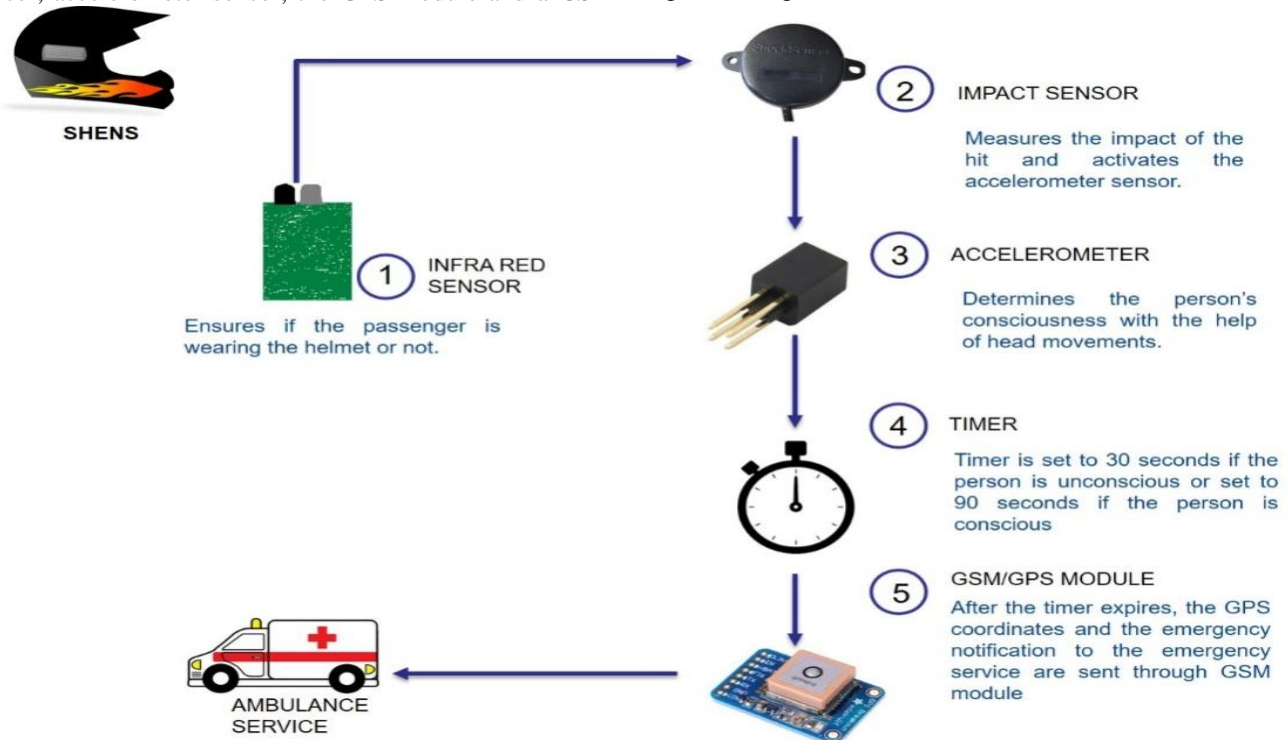 SHENS
1
INFRA RED
SENSOR
Ensures if the passenger is
wearing the helmet or not.
2
IMPACT SENSOR
Measures the impact of the
hit and activates the
accelerometer sensor.
3
ACCELEROMETER
Determines the person's
consciousness with the help
of head movements.
4
TIMER
Timer is set to 30 seconds if the
person is unconscious or set to
90 seconds if the person is
conscious
5
GSM/GPS MODULE
After the timer expires, the GPS
coordinates and the emergency
notification to the emergency
service are sent through GSM
module
AMBULANCE
SERVICE